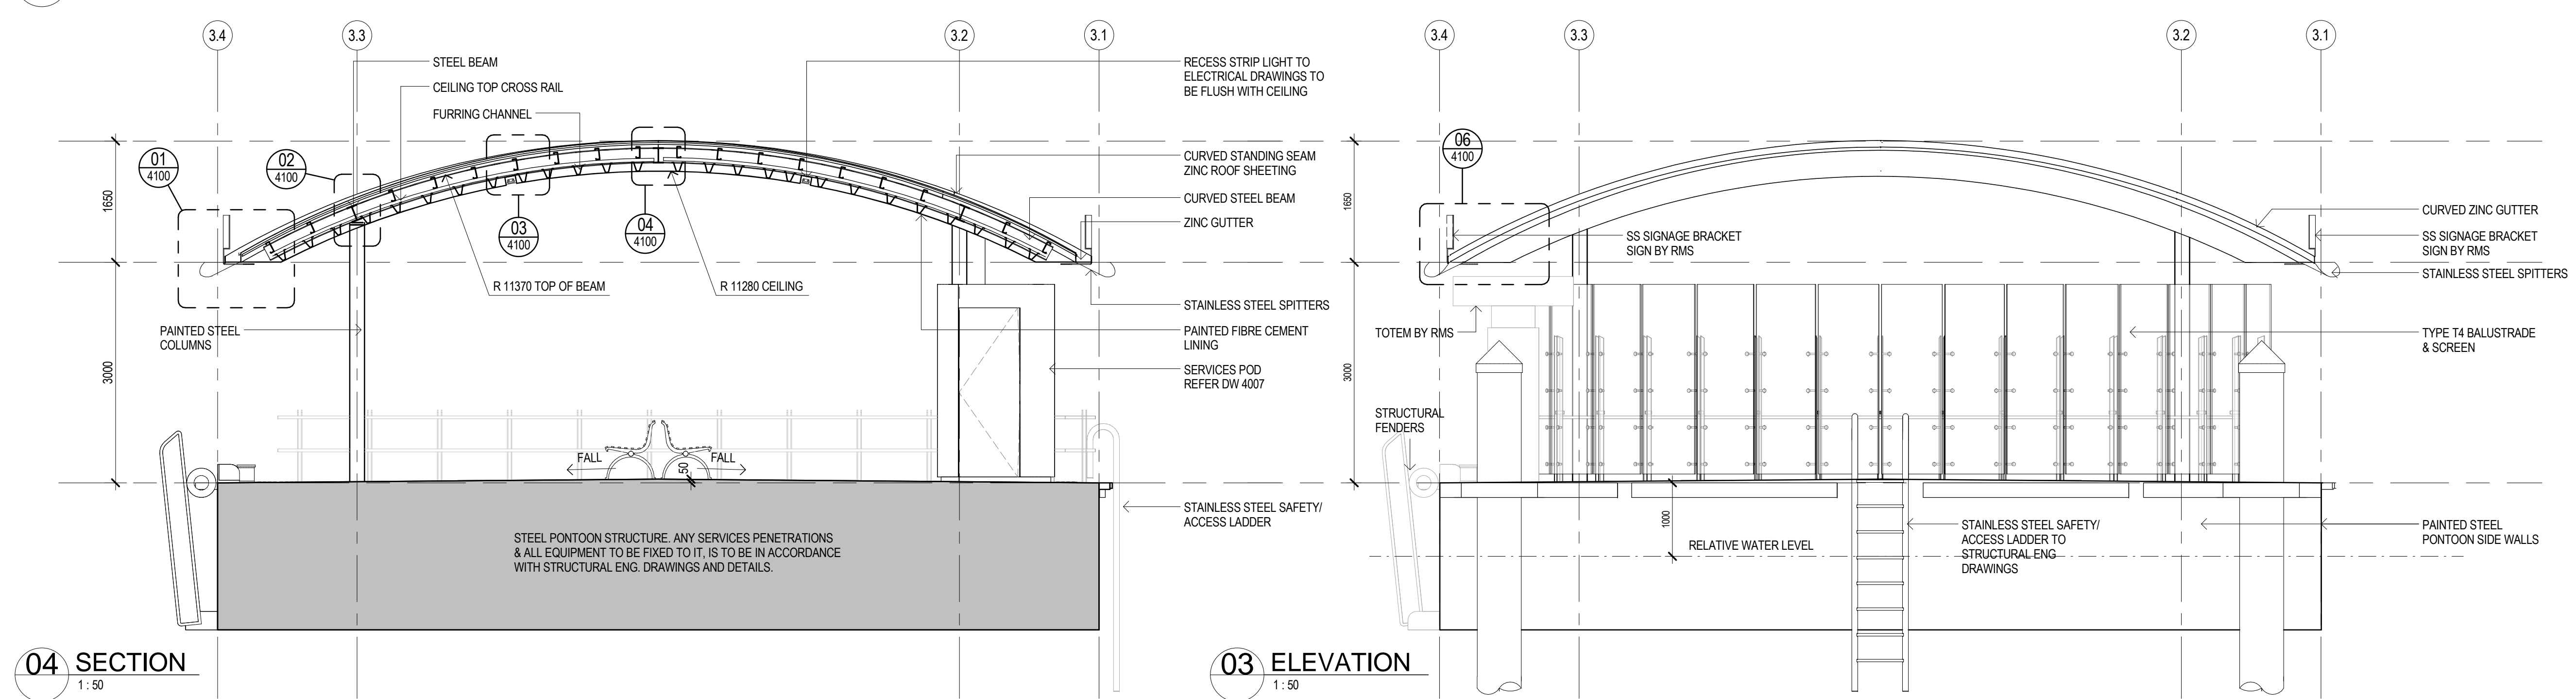 3.4
3.3
3.2
3.1
STEEL BEAM
CEILING TOP CROSS RAIL
FURRING CHANNEL
RECESS STRIP LIGHT TO
ELECTRICAL DRAWINGS TO
BE FLUSH WITH CEILING
01
4100
02
4100
03
4100
04
4100
1650
3000
CURVED STANDING SEAM
ZINC ROOF SHEETING
CURVED STEEL BEAM
ZINC GUTTER
R 11370 TOP OF BEAM
R 11280 CEILING
STAINLESS STEEL SPITTERS
PAINTED STEEL
COLUMNS
PAINTED FIBRE CEMENT
LINING
SERVICES POD
REFER DW 4007
FALL
FALL
50
STAINLESS STEEL SAFETY/
ACCESS LADDER
STEEL PONTOON STRUCTURE. ANY SERVICES PENETRATIONS
& ALL EQUIPMENT TO BE FIXED TO IT, IS TO BE IN ACCORDANCE
WITH STRUCTURAL ENG. DRAWINGS AND DETAILS.
04 SECTION
1 : 50
3.4
3.3
3.2
3.1
06
4100
1650
3000
SS SIGNAGE BRACKET
SIGN BY RMS
CURVED ZINC GUTTER
SS SIGNAGE BRACKET
SIGN BY RMS
STAINLESS STEEL SPITTERS
TOTEM BY RMS
TYPE T4 BALUSTRADE
& SCREEN
STRUCTURAL
FENDERS
1000
RELATIVE WATER LEVEL
STAINLESS STEEL SAFETY/
ACCESS LADDER TO
STRUCTURAL ENG
DRAWINGS
PAINTED STEEL
PONTOON SIDE WALLS
03 ELEVATION
1 : 50